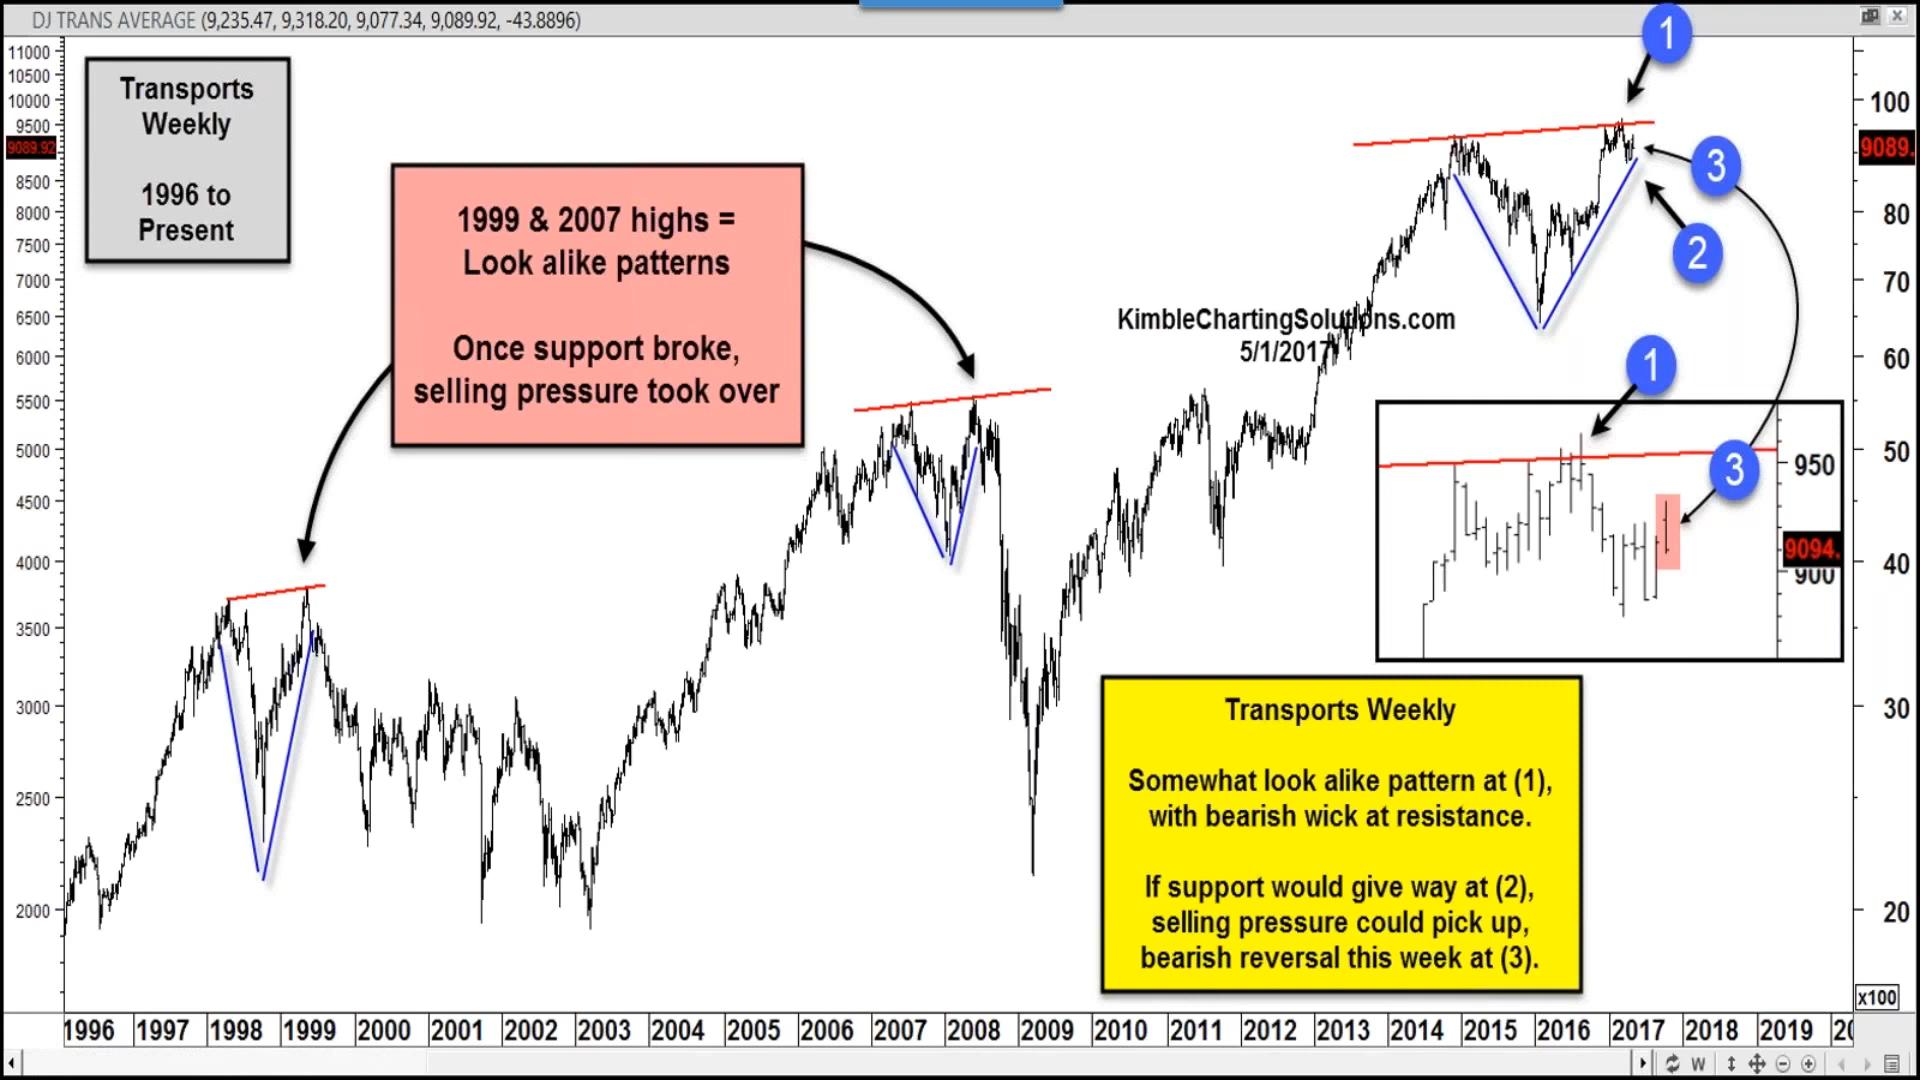 DJ TRANS AVERAGE (9,235.47, 9,318.20, 9,077.34, 9,089.92, -43.8896)
11000
10500
10000
9500
9089.92
8500
8000
7500
7000
6500
6000
5500
5000
4500
4000
3500
3000
2500
2000
Transports
Weekly
1996 to
Present
1999 & 2007 highs =
Look alike patterns
Once support broke,
selling pressure took over
KimbleChartingSolutions.com
5/1/2017
1
3
2
1
3
950
9094.
900
Transports Weekly
Somewhat look alike pattern at (1),
with bearish wick at resistance.
If support would give way at (2),
selling pressure could pick up,
bearish reversal this week at (3).
100
9089.
80
70
60
50
40
30
20
x100
1996 1997 1998 1999 2000 2001 2002 2003 2004 2005 2006 2007 2008 2009 2010 2011 2012 2013 2014 2015 2016 2017 2018 2019 20
W